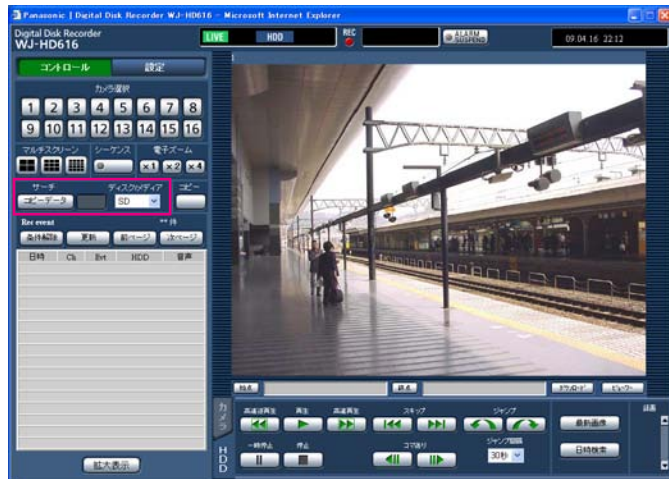 Panasonic | Digital Disk Recorder WJ-HD616 - Microsoft Internet Explorer
Digital Disk Recorder
WJ-HD616
LIVE HDD REC ALARM SUSPEND 09.04.16 22:12
コントロール 設定
カメラ選択
1 2 3 4 5 6 7 8
9 10 11 12 13 14 15 16
マルチスクリーン シーケンス 電子ズーム
x1 x2 x4
サーチ ディスク/メディア コピー
コピーデータ SD
Rec event ** 件
条件解除 更新 前ページ 次ページ
日時 Ch Evt HDD 音声
拡大表示
1
始点 終点 ダウンロード ビューワー
カメラ
HDD
高速逆再生 再生 高速再生 スキップ ジャンプ 録画
最新画像
一時停止 停止 コマ送り ジャンプ間隔
30秒 日時検索